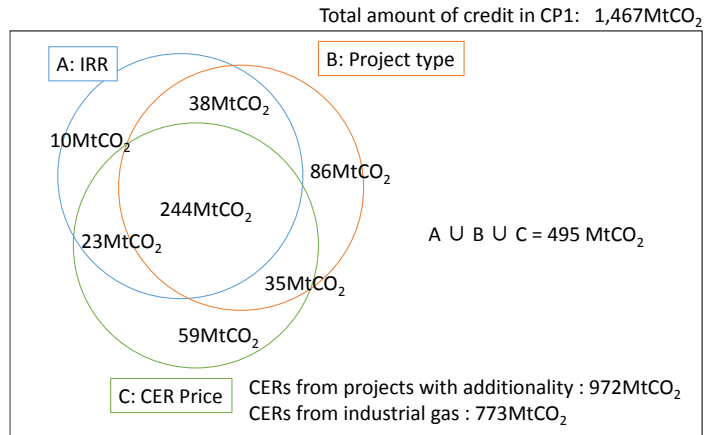 Total amount of credit in CP1: 1,467MtCO₂
A: IRR
B: Project type
38MtCO₂
10MtCO₂
86MtCO₂
244MtCO₂
23MtCO₂
A ∪ B ∪ C = 495 MtCO₂
35MtCO₂
59MtCO₂
C: CER Price
CERs from projects with additionality : 972MtCO₂
CERs from industrial gas : 773MtCO₂